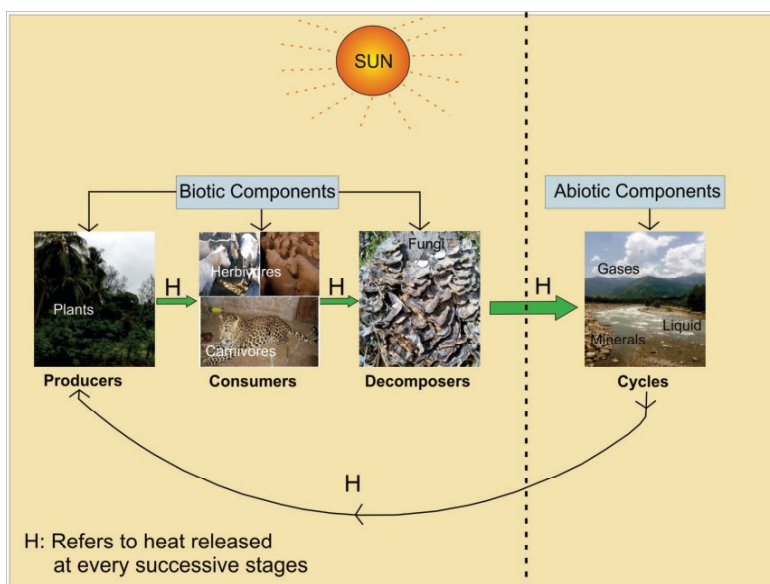 SUN
Biotic Components
Abiotic Components
Plants
H
Herbivores
Carnivores
H
Fungi
H
Gases
Liquid
Minerals
Producers
Consumers
Decomposers
Cycles
H
H: Refers to heat released
at every successive stages